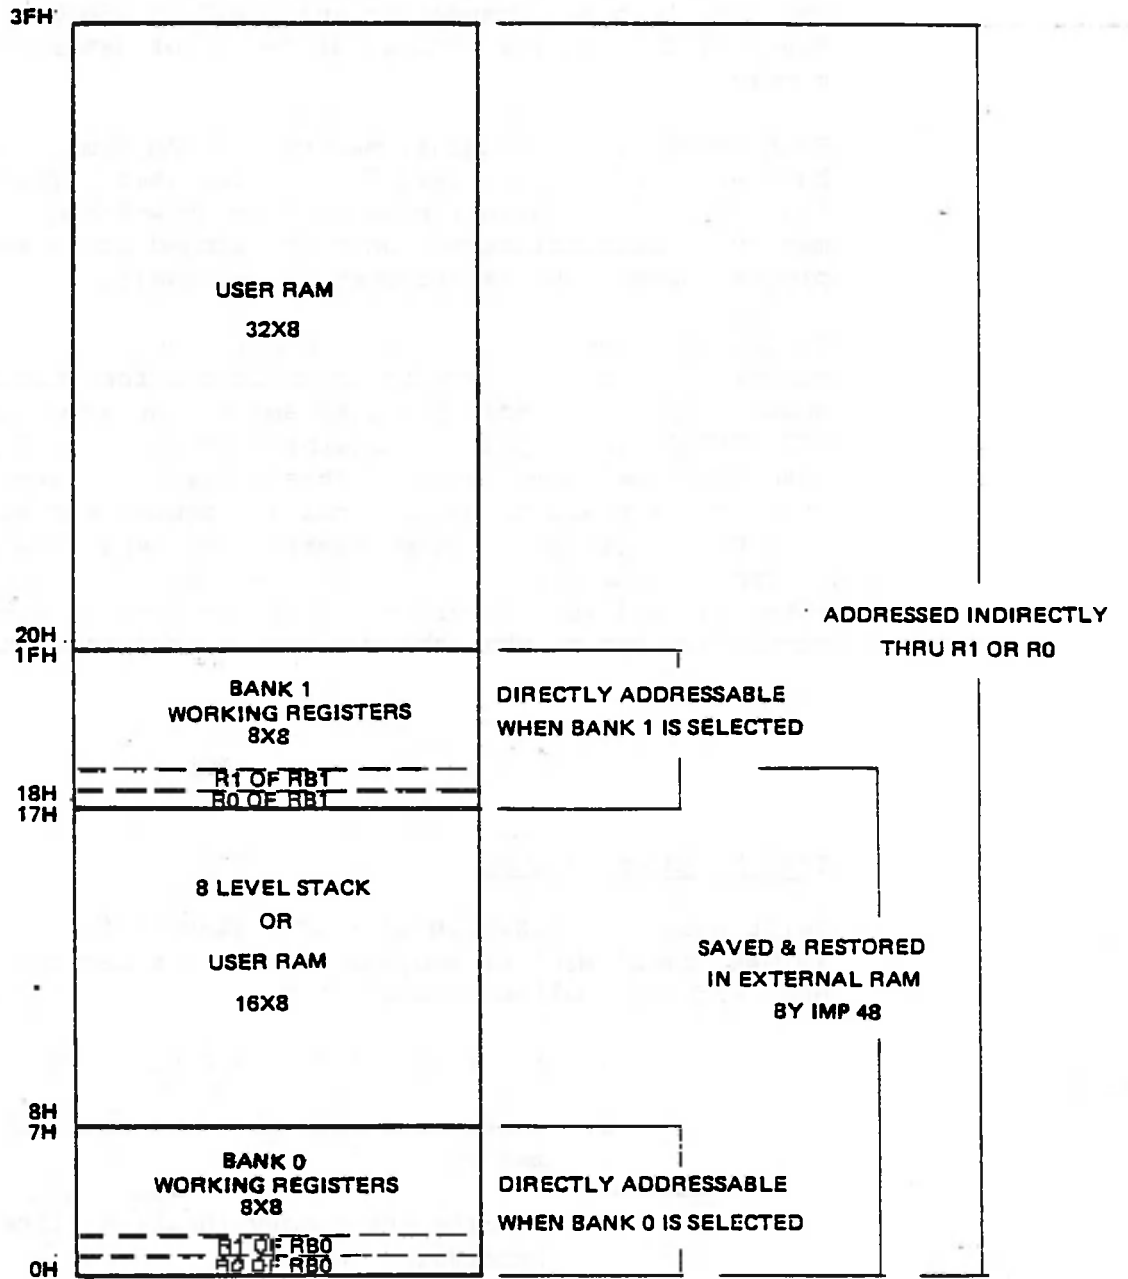 3FH
USER RAM
32X8
20H
1FH
ADDRESSED INDIRECTLY
THRU R1 OR R0
BANK 1
WORKING REGISTERS
8X8
DIRECTLY ADDRESSABLE
WHEN BANK 1 IS SELECTED
R1 OF RB1
R0 OF RB1
18H
17H
8 LEVEL STACK
OR
USER RAM
16X8
SAVED & RESTORED
IN EXTERNAL RAM
BY IMP 48
8H
7H
BANK 0
WORKING REGISTERS
8X8
DIRECTLY ADDRESSABLE
WHEN BANK 0 IS SELECTED
R1 OF RB0
R0 OF RB0
0H